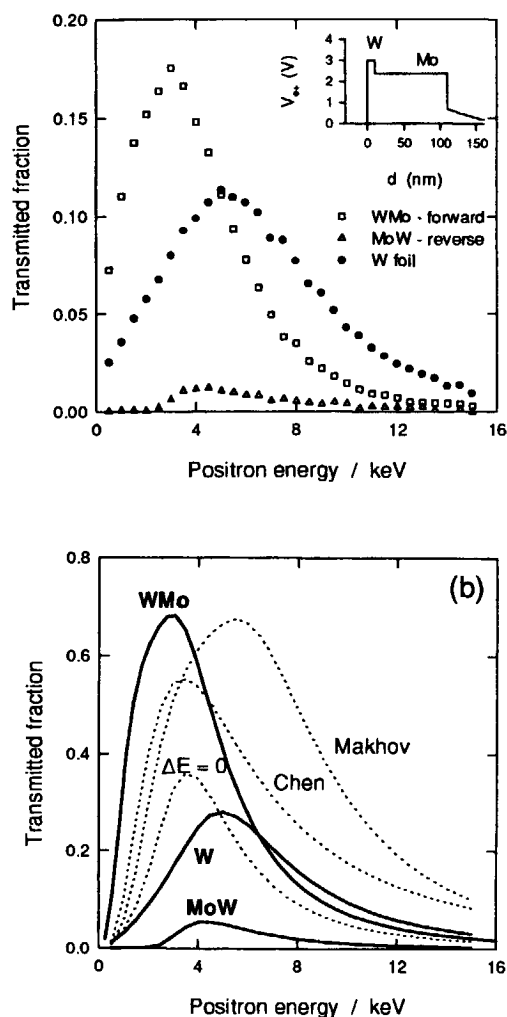 0.20
0.15
0.10
0.05
0.00
Transmitted fraction
0 4 8 12 16
Positron energy / keV
4
3
2
1
0
W
Mo
0 50 100 150
d (nm)
WMo - forward
MoW - reverse
W foil
(b)
0.8
0.6
0.4
0.2
0.0
Transmitted fraction
WMo
Makhov
Chen
ΔE = 0
W
MoW
0 4 8 12 16
Positron energy / keV